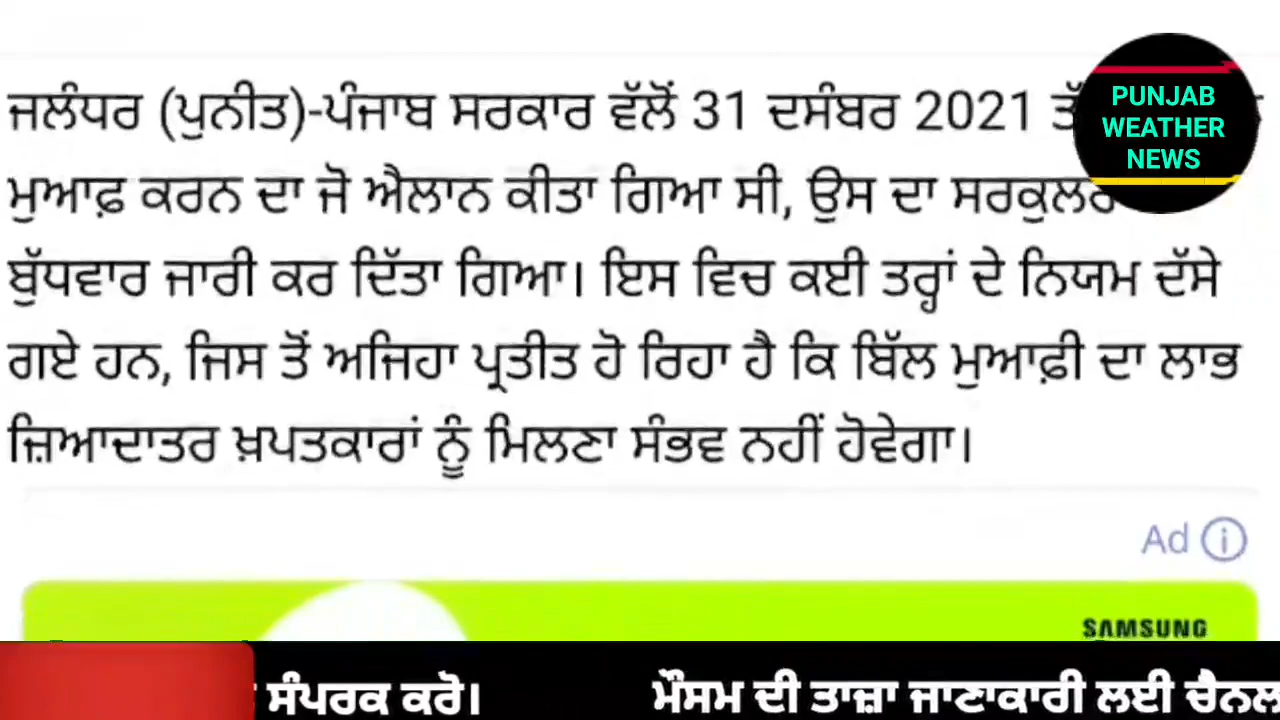 ਜਲੰਧਰ (ਪੁਨੀਤ)-ਪੰਜਾਬ ਸਰਕਾਰ ਵੱਲੋਂ 31 ਦਸੰਬਰ 2021
ਮੁਆਫ਼ ਕਰਨ ਦਾ ਜੋ ਐਲਾਨ ਕੀਤਾ ਗਿਆ ਸੀ, ਉਸ ਦਾ ਸਰਕੁਲਰ
ਬੁੱਧਵਾਰ ਜਾਰੀ ਕਰ ਦਿੱਤਾ ਗਿਆ। ਇਸ ਵਿਚ ਕਈ ਤਰ੍ਹਾਂ ਦੇ ਨਿਯਮ ਦੱਸੇ
ਗਏ ਹਨ, ਜਿਸ ਤੋਂ ਅਜਿਹਾ ਪ੍ਰਤੀਤ ਹੋ ਰਿਹਾ ਹੈ ਕਿ ਬਿੱਲ ਮੁਆਫ਼ੀ ਦਾ ਲਾਭ
ਜ਼ਿਆਦਾਤਰ ਖ਼ਪਤਕਾਰਾਂ ਨੂੰ ਮਿਲਣਾ ਸੰਭਵ ਨਹੀਂ ਹੋਵੇਗਾ।
PUNJAB
WEATHER
NEWS
Ad
SAMSUNG
ਸੰਪਰਕ ਕਰੋ। ਮੌਸਮ ਦੀ ਤਾਜ਼ਾ ਜਾਣਾਕਾਰੀ ਲਈ ਚੈਨਲ